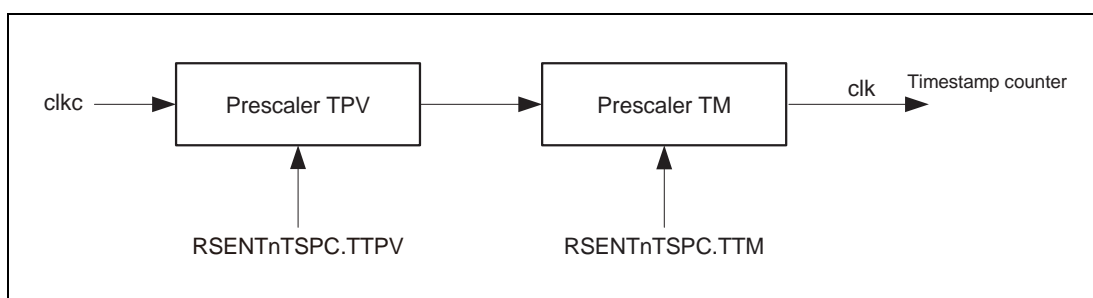 clkc
Prescaler TPV
Prescaler TM
clk
Timestamp counter
RSENTnTSPC.TTPV
RSENTnTSPC.TTM